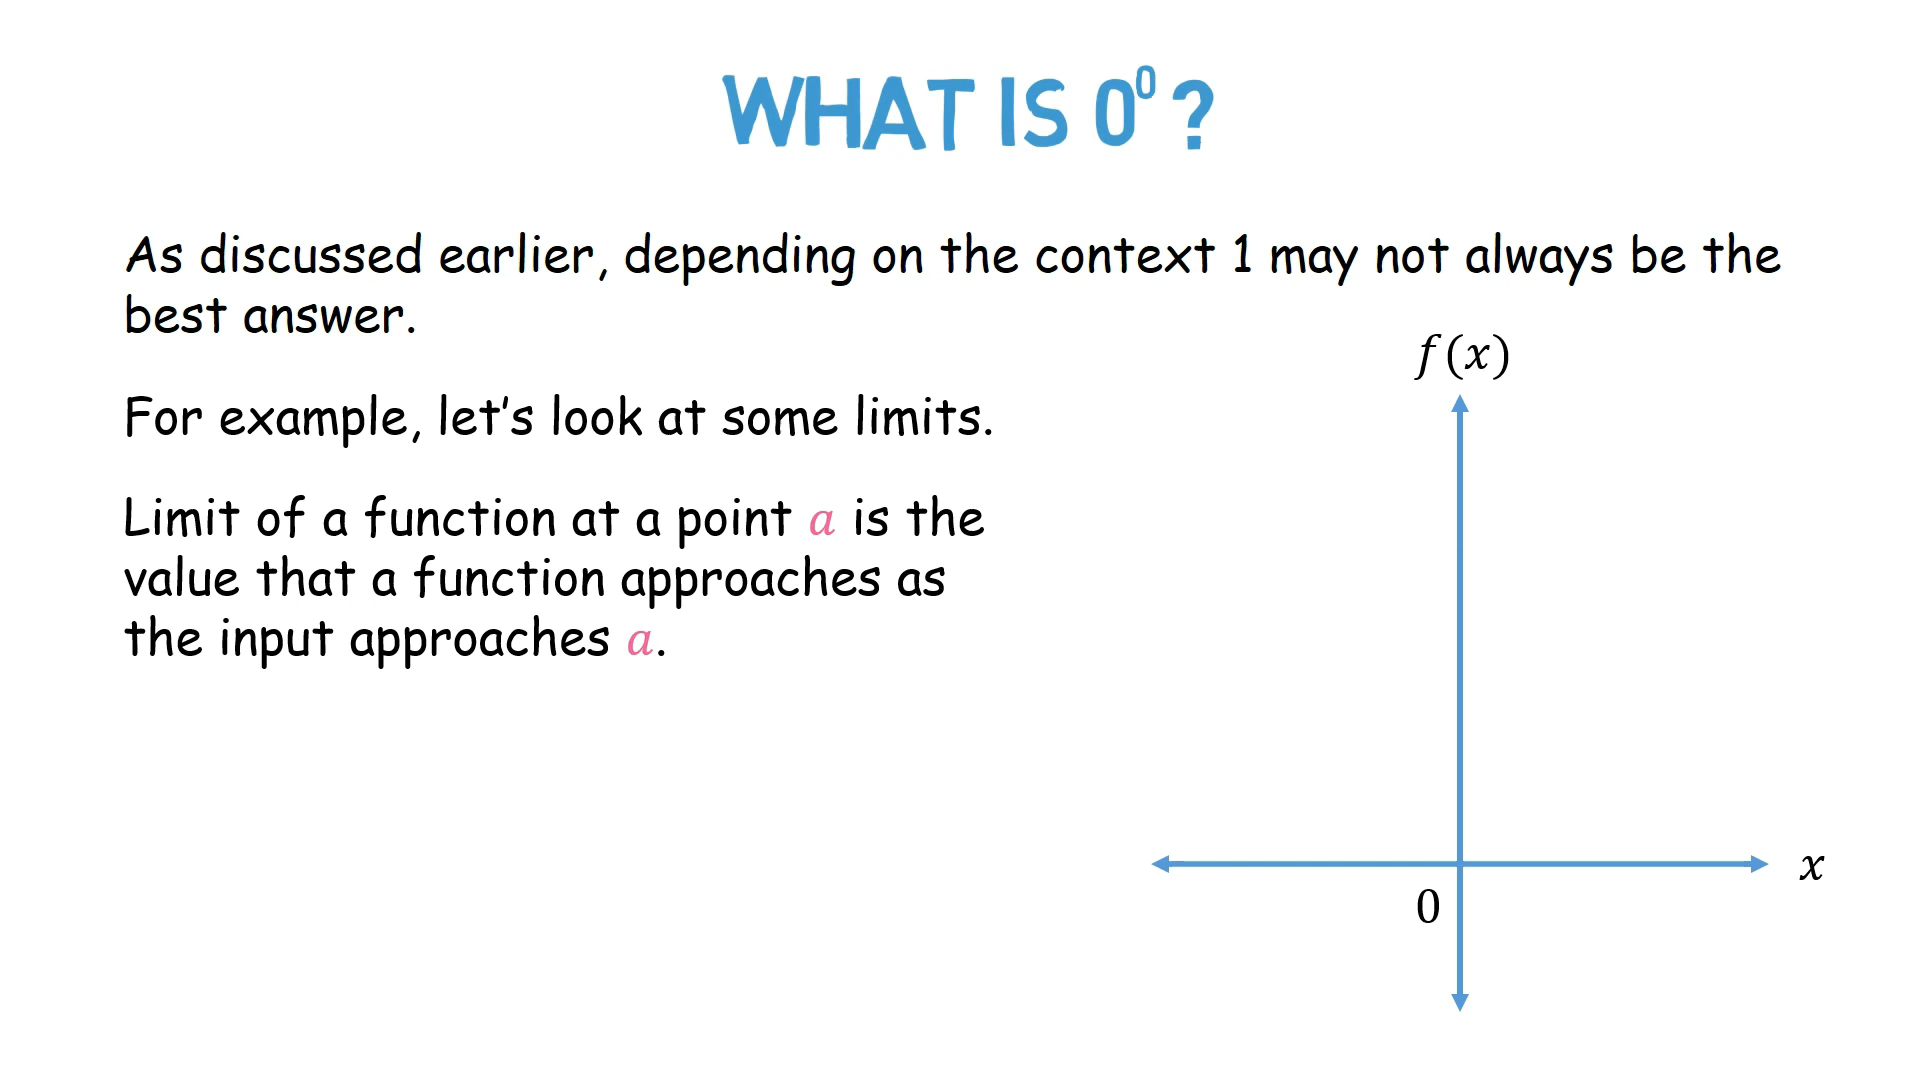 WHAT IS 0⁰ ?
As discussed earlier, depending on the context 1 may not always be the
best answer.
f(x)
For example, let's look at some limits.
Limit of a function at a point a is the
value that a function approaches as
the input approaches a.
x
0